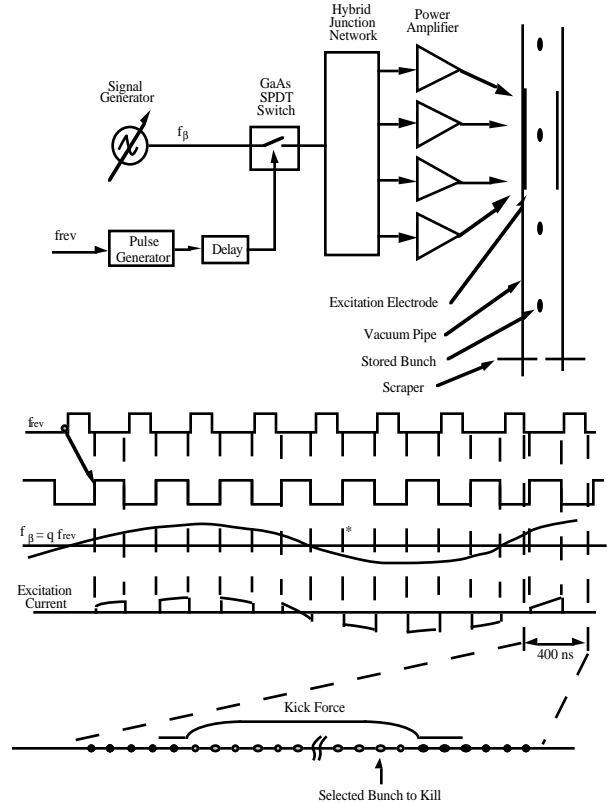 Hybrid
Junction
Network
Power
Amplifier
Signal
Generator
GaAs
SPDT
Switch
fβ
frev
Pulse
Generator
Delay
Excitation Electrode
Vacuum Pipe
Stored Bunch
Scraper
frev
fβ = q frev
*
Excitation
Current
400 ns
Kick Force
Selected Bunch to Kill